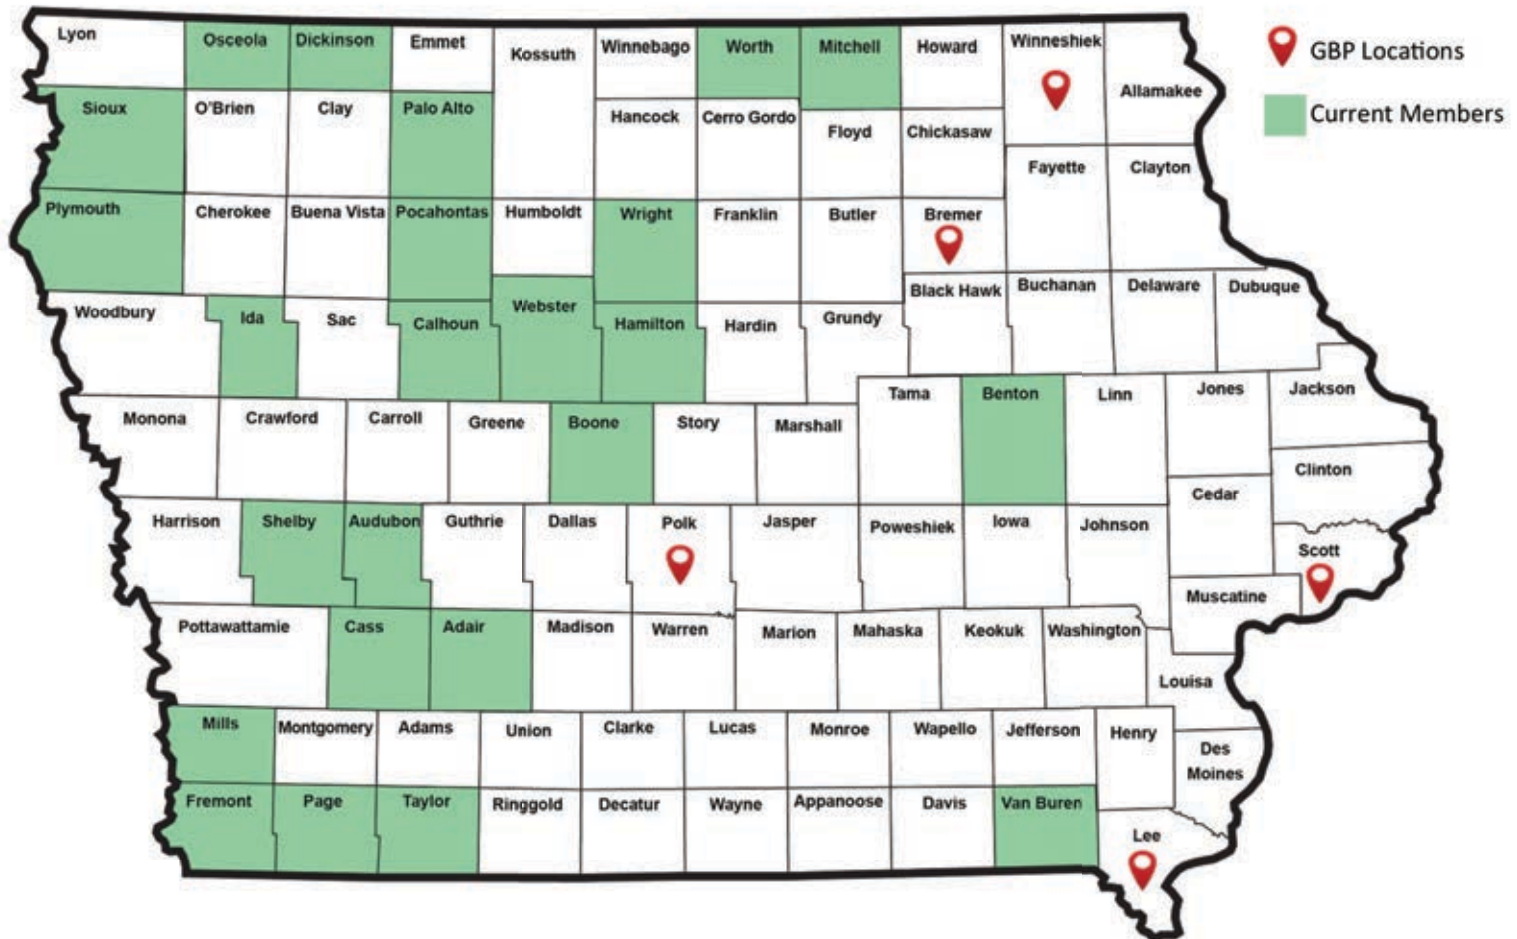 Lyon
Osceola
Dickinson
Emmet
Kossuth
Winnebago
Worth
Mitchell
Howard
Winneshiek
Allamakee
GBP Locations
Current Members
Sioux
O'Brien
Clay
Palo Alto
Hancock
Cerro Gordo
Floyd
Chickasaw
Fayette
Clayton
Plymouth
Cherokee
Buena Vista
Pocahontas
Humboldt
Wright
Franklin
Butler
Bremer
Woodbury
Ida
Sac
Calhoun
Webster
Hamilton
Hardin
Grundy
Black Hawk
Buchanan
Delaware
Dubuque
Monona
Crawford
Carroll
Greene
Boone
Story
Marshall
Tama
Benton
Linn
Jones
Jackson
Clinton
Cedar
Harrison
Shelby
Audubon
Guthrie
Dallas
Polk
Jasper
Poweshiek
Iowa
Johnson
Scott
Muscatine
Pottawattamie
Cass
Adair
Madison
Warren
Marion
Mahaska
Keokuk
Washington
Louisa
Mills
Montgomery
Adams
Union
Clarke
Lucas
Monroe
Wapello
Jefferson
Henry
Des
Moines
Fremont
Page
Taylor
Ringgold
Decatur
Wayne
Appanoose
Davis
Van Buren
Lee